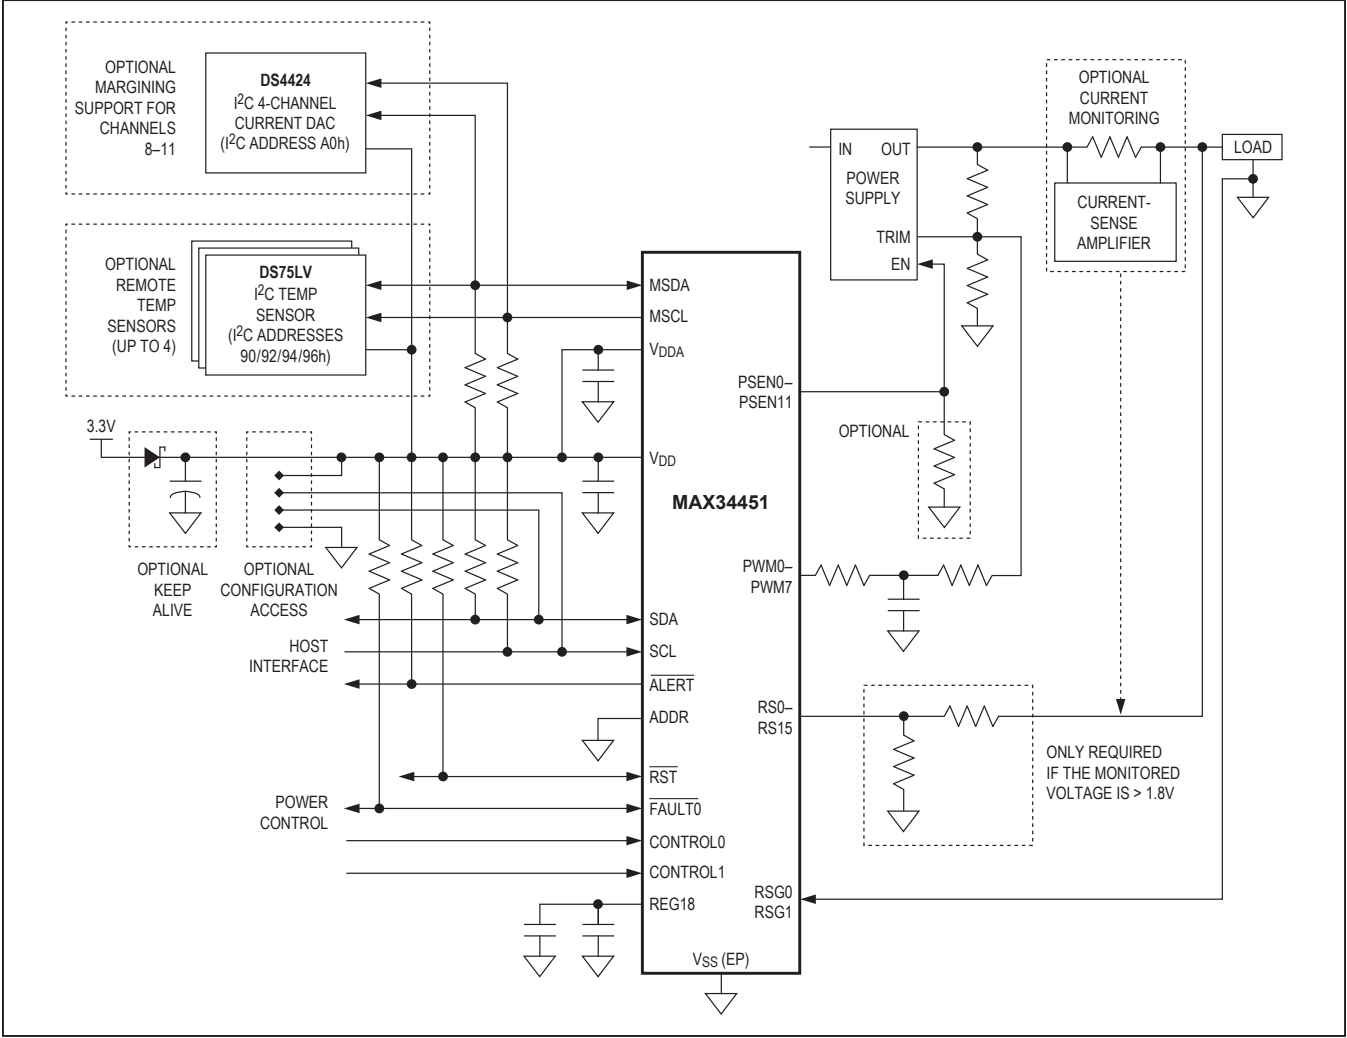 OPTIONAL
MARGINING
SUPPORT FOR
CHANNELS
8–11
DS4424
I2C 4-CHANNEL
CURRENT DAC
(I2C ADDRESS A0h)
OPTIONAL
REMOTE
TEMP
SENSORS
(UP TO 4)
DS75LV
I2C TEMP
SENSOR
(I2C ADDRESSES
90/92/94/96h)
3.3V
OPTIONAL
KEEP
ALIVE
OPTIONAL
CONFIGURATION
ACCESS
HOST
INTERFACE
POWER
CONTROL
MSDA
MSCL
VDDA
VDD
SDA
SCL
ALERT
ADDR
RST
FAULT0
CONTROL0
CONTROL1
REG18
MAX34451
VSS (EP)
PSEN0–
PSEN11
PWM0–
PWM7
RS0–
RS15
RSG0
RSG1
IN
OUT
POWER
SUPPLY
TRIM
EN
OPTIONAL
OPTIONAL
CURRENT
MONITORING
CURRENT-
SENSE
AMPLIFIER
LOAD
ONLY REQUIRED
IF THE MONITORED
VOLTAGE IS > 1.8V